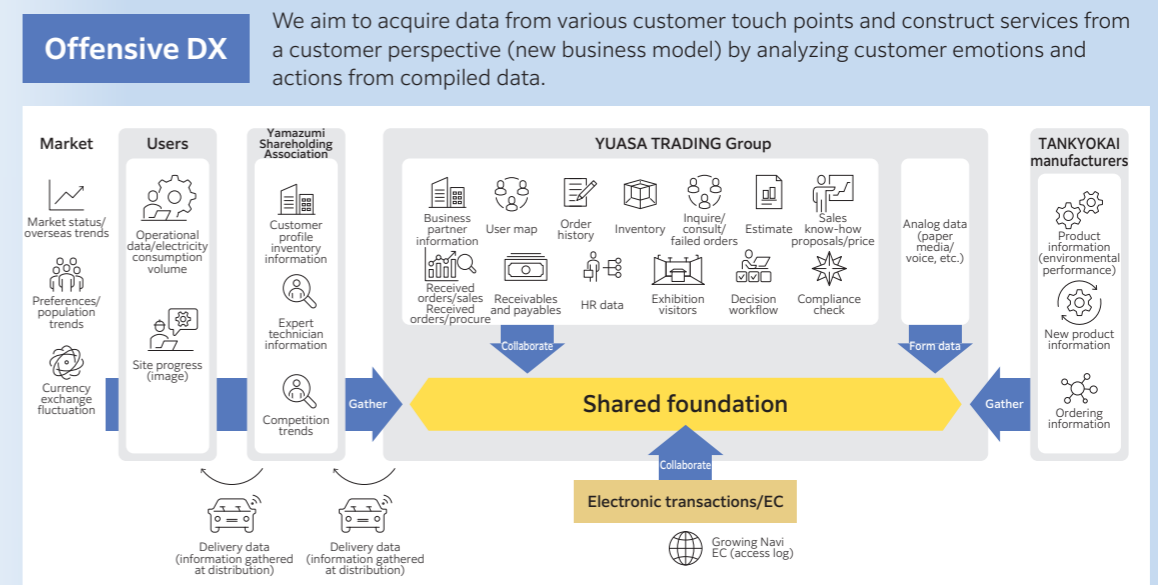 Offensive DX
We aim to acquire data from various customer touch points and construct services from
a customer perspective (new business model) by analyzing customer emotions and
actions from compiled data.
Market
Market status/
overseas trends
Preferences/
population
trends
Currency
exchange
fluctuation
Users
Operational
data/electricity
consumption
volume
Site progress
(image)
Yamazumi
Shareholding
Association
Customer
profile
inventory
information
Expert
technician
information
Competition
trends
Gather
YUASA TRADING Group
Business
partner
information
User map
Order
history
Inventory
Inquire/
consult/
failed orders
Estimate
Sales
know-how
proposals/price
Received
orders/sales
Received
orders/procure
Receivables
and payables
HR data
Exhibition
visitors
Decision
workflow
Compliance
check
Analog data
(paper
media/
voice, etc.)
Collaborate
Form data
Shared foundation
Collaborate
Electronic transactions/EC
Growing Navi
EC (access log)
Gather
TANKYOKAI
manufacturers
Product
information
(environmental
performance)
New product
information
Ordering
information
Delivery data
(information gathered
at distribution)
Delivery data
(information gathered
at distribution)